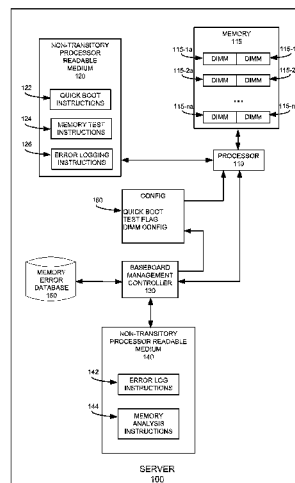 NON-TRANSITORY
PROCESSOR
READABLE
MEDIUM
120
122
QUICK BOOT
INSTRUCTIONS
124
MEMORY TEST
INSTRUCTIONS
126
ERROR LOGGING
INSTRUCTIONS
MEMORY
115
115-1a
DIMM DIMM
115-1
115-2a
DIMM DIMM
115-2
...
115-na
DIMM DIMM
115-n
PROCESSOR
110
160
CONFIG
QUICK BOOT
TEST FLAG
DIMM CONFIG
MEMORY
ERROR
DATABASE
150
BASEBOARD
MANAGEMENT
CONTROLLER
130
NON-TRANSITORY
PROCESSOR READABLE
MEDIUM
140
142
ERROR LOG
INSTRUCTIONS
144
MEMORY
ANALYSIS
INSTRUCTIONS
SERVER
100